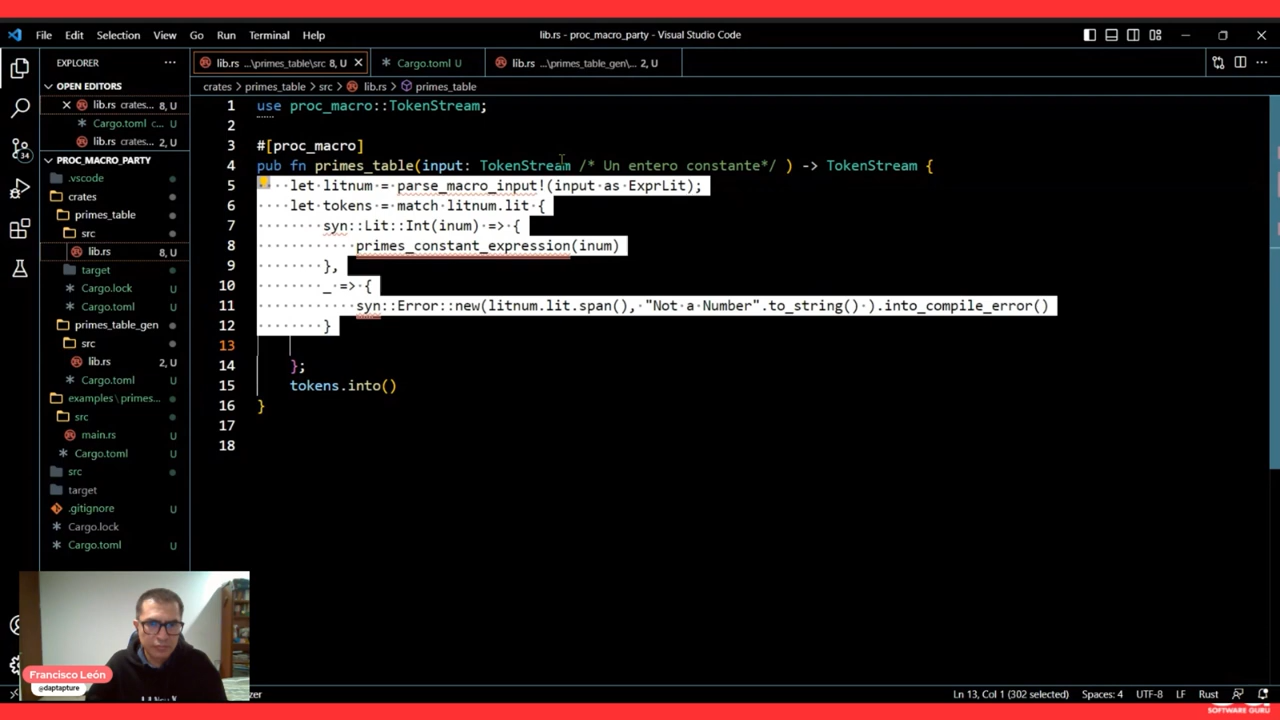 File Edit Selection View Go Run Terminal Help
lib.rs - proc_macro_party - Visual Studio Code
EXPLORER
lib.rs ...\primes_table\src 8, U
Cargo.toml U
lib.rs ...\primes_table_gen\... 2, U
OPEN EDITORS
crates > primes_table > src > lib.rs > primes_table
lib.rs crates... 8, U
Cargo.toml c... U
lib.rs crates... 2, U
PROC_MACRO_PARTY
.vscode
crates
primes_table
src
lib.rs 8, U
target
Cargo.lock U
Cargo.toml U
primes_table_gen
src
lib.rs 2, U
Cargo.toml U
examples \ primes...
src
main.rs U
Cargo.toml U
src
target
.gitignore U
Cargo.lock
Cargo.toml U
34
1 use proc_macro::TokenStream;
2
3 #[proc_macro]
4 pub fn primes_table(input: TokenStream /* Un entero constante*/ ) -> TokenStream {
5 let litnum = parse_macro_input!(input as ExprLit);
6 let tokens = match litnum.lit {
7 syn::Lit::Int(inum) => {
8 primes_constant_expression(inum)
9 },
10 _ => {
11 syn::Error::new(litnum.lit.span(), "Not a Number".to_string() ).into_compile_error()
12 }
13
14 };
15 tokens.into()
16 }
17
18
Francisco León
@daptapture
Ln 13, Col 1 (302 selected) Spaces: 4 UTF-8 LF Rust
SOFTWARE GURU